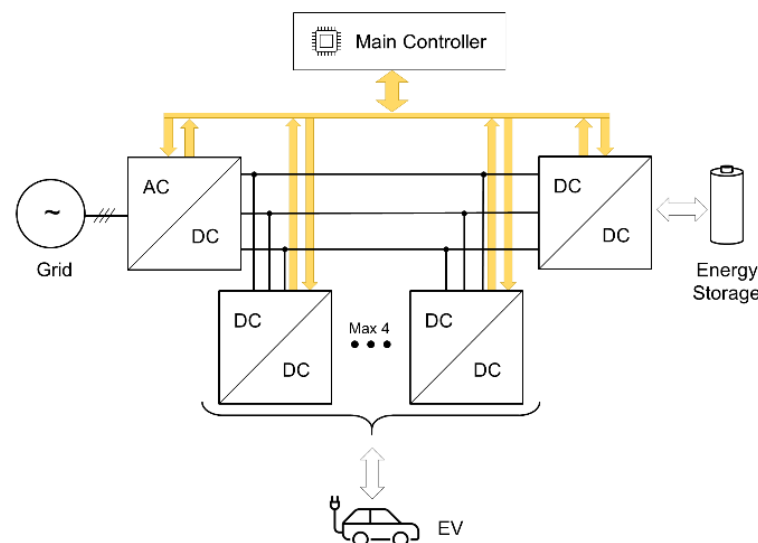 Main Controller
AC
DC
~
Grid
DC
DC
Energy
Storage
DC
DC
Max 4
DC
DC
EV